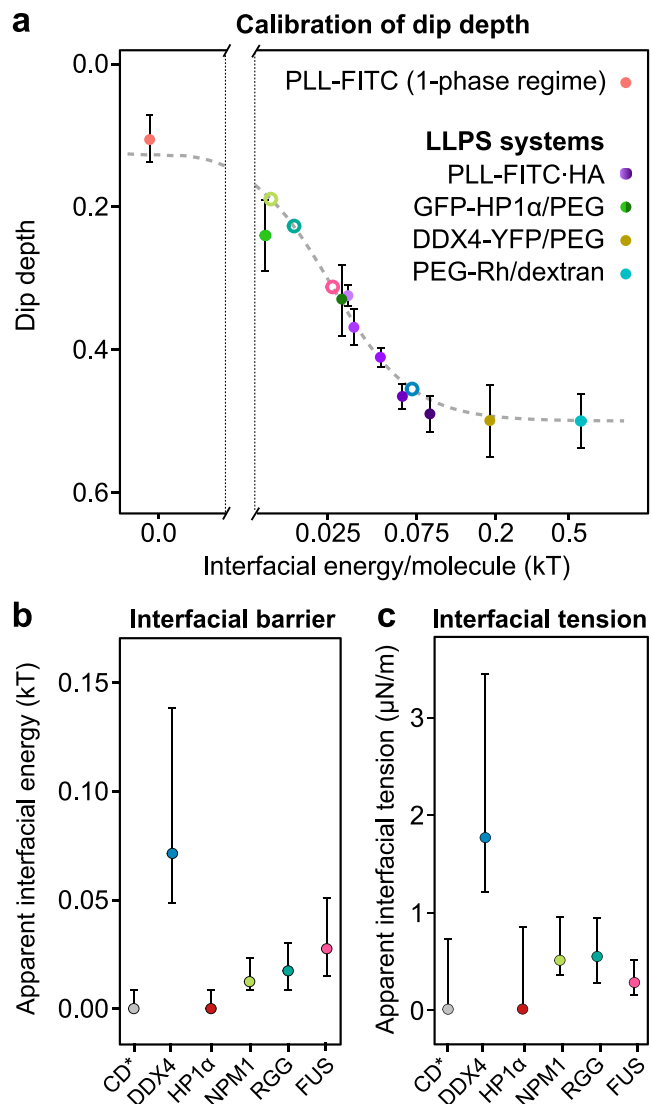 a
Calibration of dip depth
0.0
0.2
0.4
0.6
Dip depth
PLL-FITC (1-phase regime)
LLPS systems
PLL-FITC·HA
GFP-HP1α/PEG
DDX4-YFP/PEG
PEG-Rh/dextran
0.0
0.025
0.075
0.2
0.5
Interfacial energy/molecule (kT)
b
Interfacial barrier
Apparent interfacial energy (kT)
0.15
0.10
0.05
0.00
CD*
DDX4
HP1α
NPM1
RGG
FUS
c
Interfacial tension
Apparent interfacial tension (μN/m)
3
2
1
0
CD*
DDX4
HP1α
NPM1
RGG
FUS